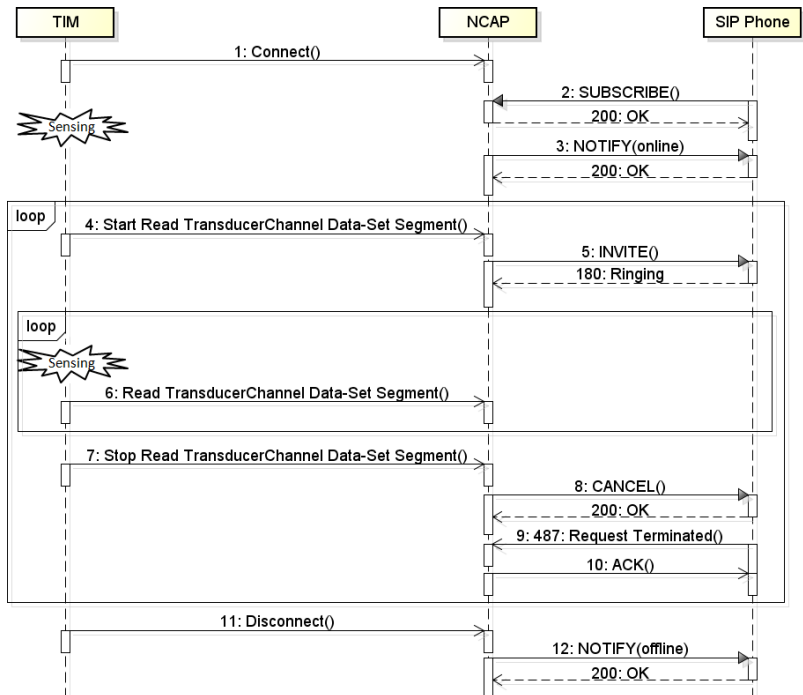 TIM
NCAP
SIP Phone
1: Connect()
2: SUBSCRIBE()
200: OK
Sensing
3: NOTIFY(online)
200: OK
loop
4: Start Read TransducerChannel Data-Set Segment()
5: INVITE()
180: Ringing
loop
Sensing
6: Read TransducerChannel Data-Set Segment()
7: Stop Read TransducerChannel Data-Set Segment()
8: CANCEL()
200: OK
9: 487: Request Terminated()
10: ACK()
11: Disconnect()
12: NOTIFY(offline)
200: OK